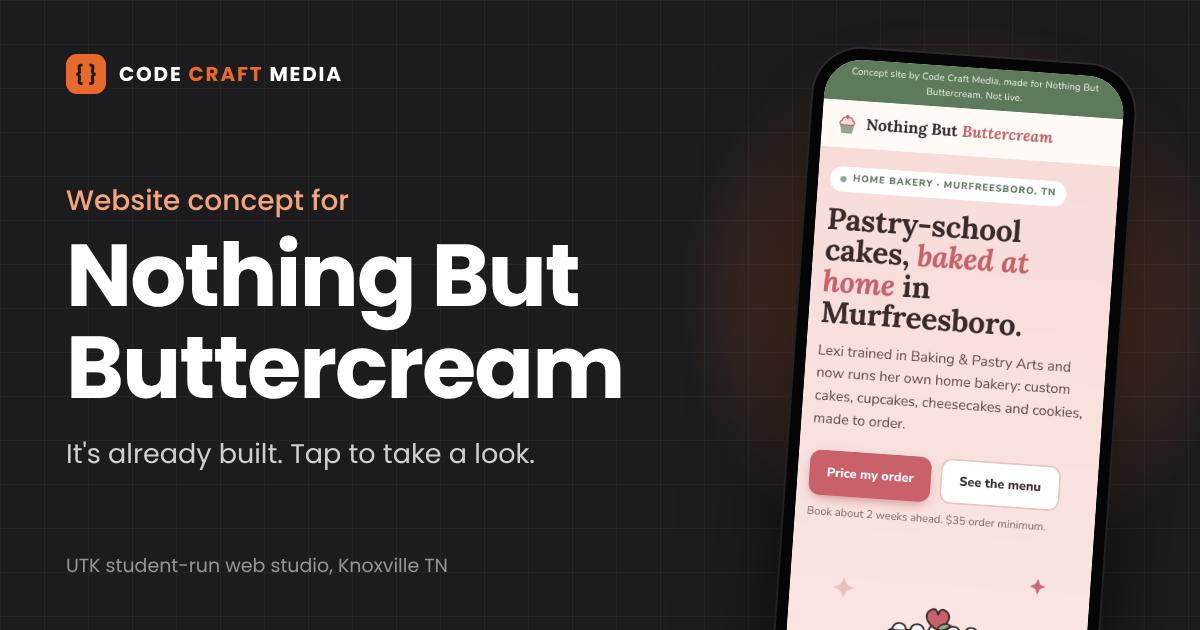 { } CODE CRAFT MEDIA
Website concept for
Nothing But
Buttercream
It's already built. Tap to take a look.
UTK student-run web studio, Knoxville TN
Concept site by Code Craft Media, made for Nothing But
Buttercream. Not live.
Nothing But Buttercream
HOME BAKERY · MURFREESBORO, TN
Pastry-school
cakes, baked at
home in
Murfreesboro.
Lexi trained in Baking & Pastry Arts and
now runs her own home bakery: custom
cakes, cupcakes, cheesecakes and cookies,
made to order.
Price my order
See the menu
Book about 2 weeks ahead. $35 order minimum.